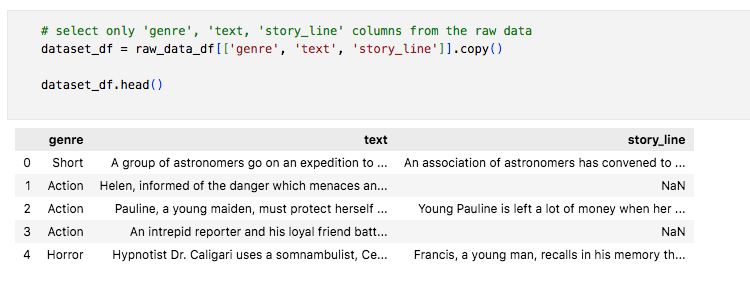 # select only 'genre', 'text, 'story_line' columns from the raw data
dataset_df = raw_data_df[['genre', 'text', 'story_line']].copy()
dataset_df.head()
genre text story_line
0 Short A group of astronomers go on an expedition to ... An association of astronomers has convened to ...
1 Action Helen, informed of the danger which menaces an... NaN
2 Action Pauline, a young maiden, must protect herself ... Young Pauline is left a lot of money when her ...
3 Action An intrepid reporter and his loyal friend batt... NaN
4 Horror Hypnotist Dr. Caligari uses a somnambulist, Ce... Francis, a young man, recalls in his memory th...